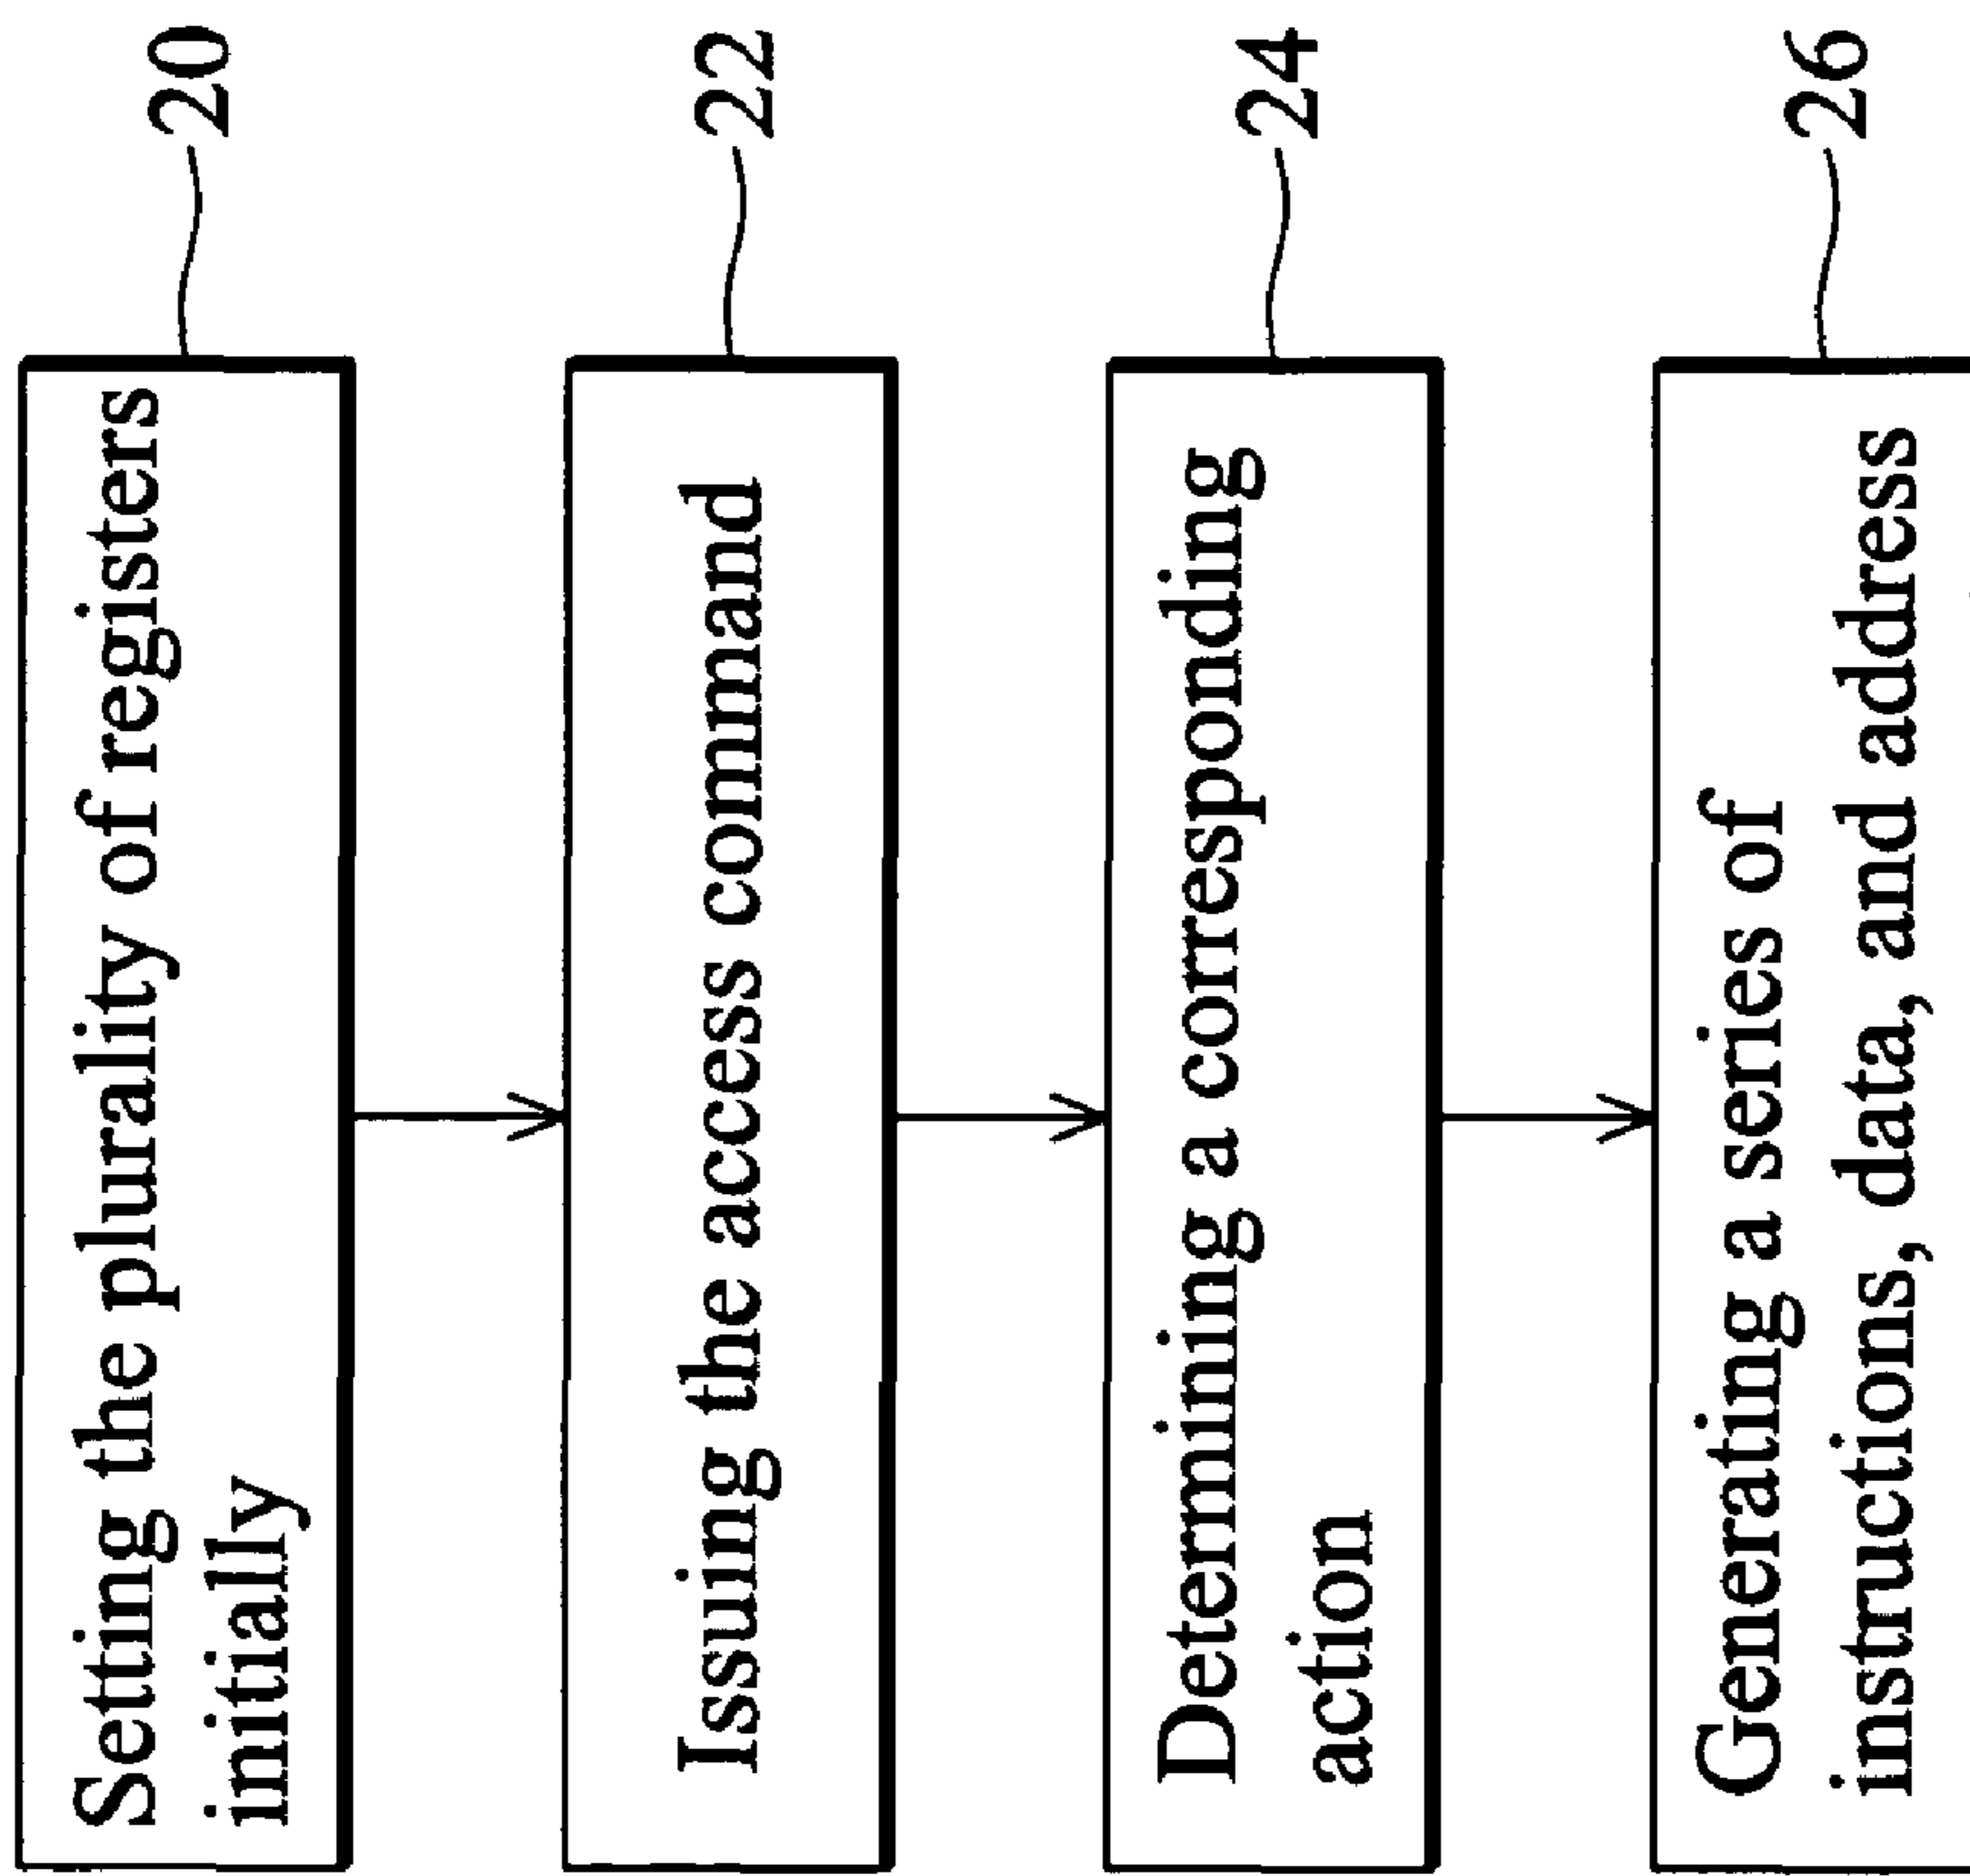 Setting the plurality of registers
initially
20
Issuing the access command
22
Determining a corresponding
action
24
Generating a series of
instructions, data, and address
26